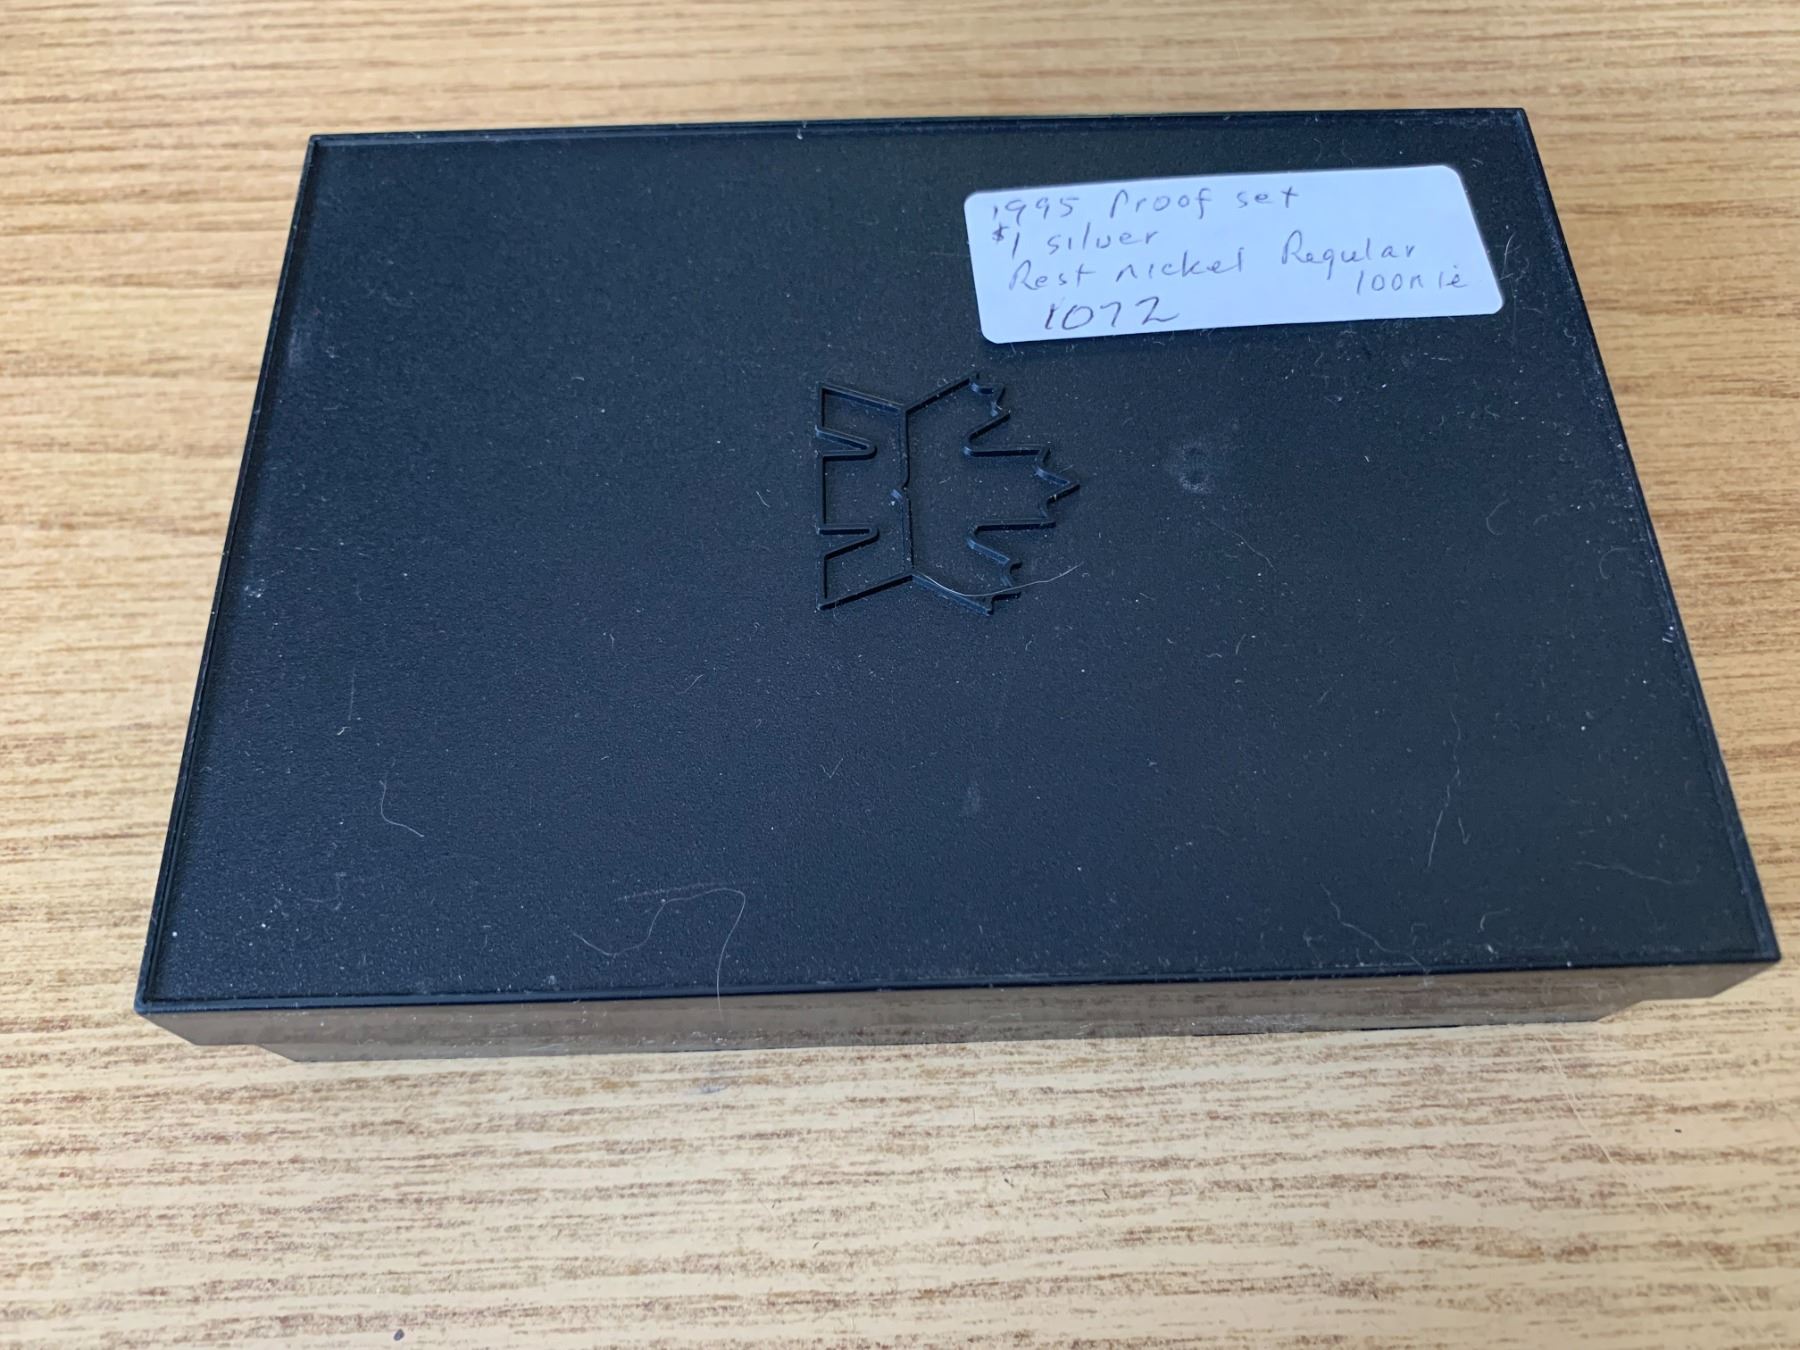 1995 Proof set
$1 silver
Rest nickel Regular
loonie
1072